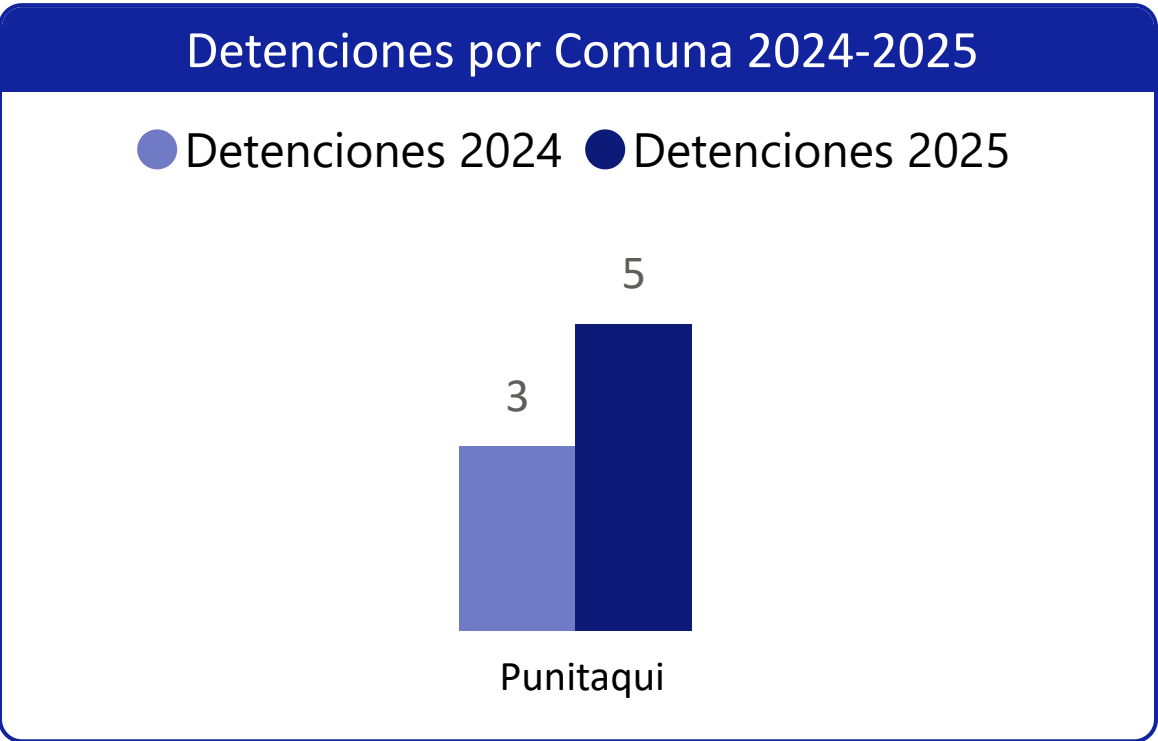 Detenciones por Comuna 2024-2025
Detenciones 2024 Detenciones 2025
5
3
Punitaqui